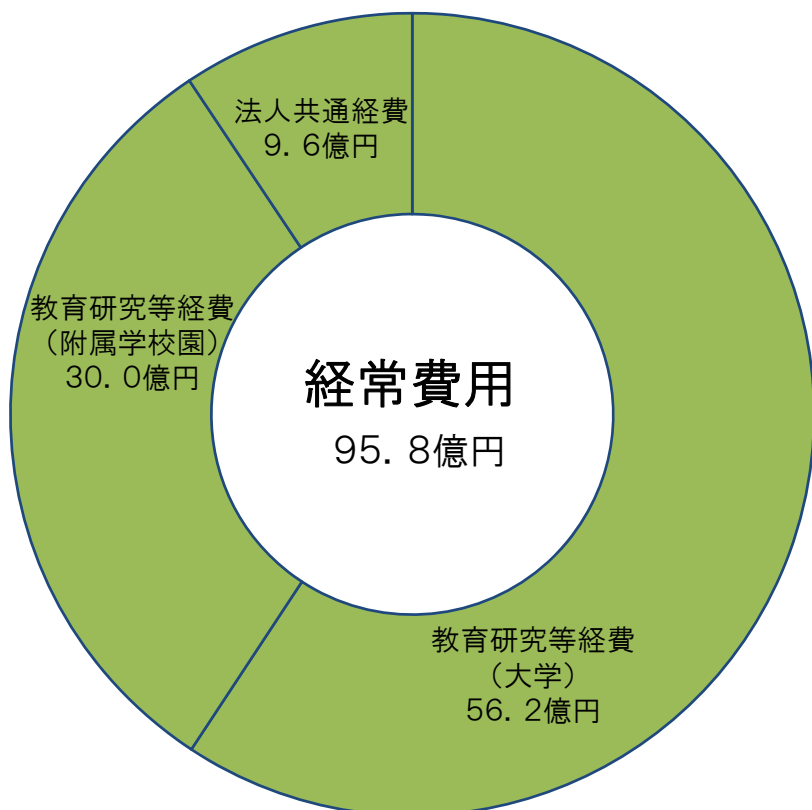 法人共通経費
9．6億円
教育研究等経費
（附属学校園）
30．0億円
経常費用
95．8億円
教育研究等経費
（大学）
56．2億円